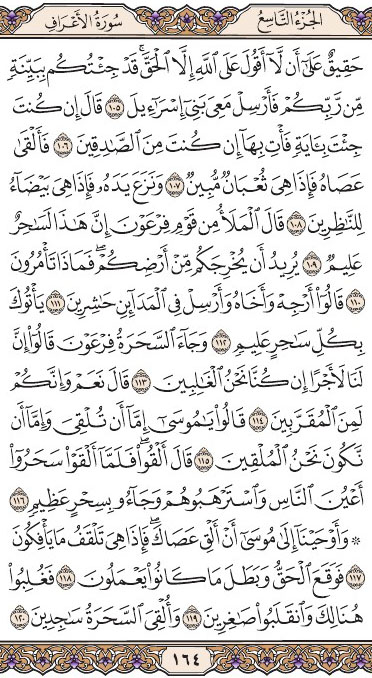 الجُزْءُ التَّاسِعُ سُورَةُ الأَعْرَافِ
حَقِيقٌ عَلَىٰٓ أَن لَّآ أَقُولَ عَلَى ٱللَّهِ إِلَّا ٱلْحَقَّۚ قَدْ جِئْتُكُم بِبَيِّنَةٍ
مِّن رَّبِّكُمْ فَأَرْسِلْ مَعِىَ بَنِىٓ إِسْرَٰٓءِيلَ ١٠٥ قَالَ إِن كُنتَ
جِئْتَ بِـَٔايَةٍ فَأْتِ بِهَآ إِن كُنتَ مِنَ ٱلصَّٰدِقِينَ ١٠٦ فَأَلْقَىٰ
عَصَاهُ فَإِذَا هِىَ ثُعْبَانٌ مُّبِينٌ ١٠٧ وَنَزَعَ يَدَهُۥ فَإِذَا هِىَ بَيْضَآءُ
لِلنَّٰظِرِينَ ١٠٨ قَالَ ٱلْمَلَأُ مِن قَوْمِ فِرْعَوْنَ إِنَّ هَٰذَا لَسَٰحِرٌ
عَلِيمٌ ١٠٩ يُرِيدُ أَن يُخْرِجَكُم مِّنْ أَرْضِكُمْۖ فَمَاذَا تَأْمُرُونَ
١١٠ قَالُوٓا۟ أَرْجِهْ وَأَخَاهُ وَأَرْسِلْ فِى ٱلْمَدَآئِنِ حَٰشِرِينَ ١١١ يَأْتُوكَ
بِكُلِّ سَٰحِرٍ عَلِيمٍ ١١٢ وَجَآءَ ٱلسَّحَرَةُ فِرْعَوْنَ قَالُوٓا۟ إِنَّ
لَنَا لَأَجْرًا إِن كُنَّا نَحْنُ ٱلْغَٰلِبِينَ ١١٣ قَالَ نَعَمْ وَإِنَّكُمْ
لَمِنَ ٱلْمُقَرَّبِينَ ١١٤ قَالُوا۟ يَٰمُوسَىٰٓ إِمَّآ أَن تُلْقِىَ وَإِمَّآ أَن
نَّكُونَ نَحْنُ ٱلْمُلْقِينَ ١١٥ قَالَ أَلْقُوا۟ۖ فَلَمَّآ أَلْقَوْا۟ سَحَرُوٓا۟
أَعْيُنَ ٱلنَّاسِ وَٱسْتَرْهَبُوهُمْ وَجَآءُو بِسِحْرٍ عَظِيمٍ ١١٦
۞ وَأَوْحَيْنَآ إِلَىٰ مُوسَىٰٓ أَنْ أَلْقِ عَصَاكَۖ فَإِذَا هِىَ تَلْقَفُ مَا يَأْفِكُونَ
١١٧ فَوَقَعَ ٱلْحَقُّ وَبَطَلَ مَا كَانُوا۟ يَعْمَلُونَ ١١٨ فَغُلِبُوا۟
هُنَالِكَ وَٱنقَلَبُوا۟ صَٰغِرِينَ ١١٩ وَأُلْقِىَ ٱلسَّحَرَةُ سَٰجِدِينَ ١٢٠
١٦٤